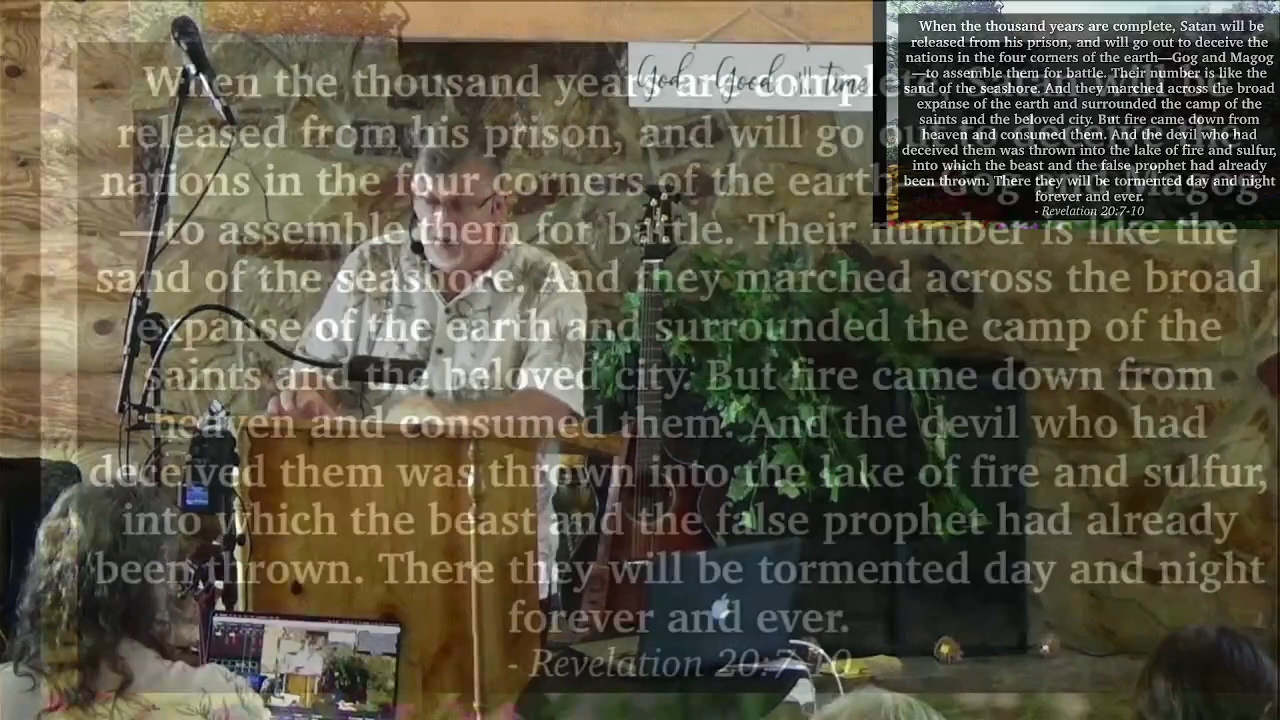 God Good time
When the thousand years are complete, Satan will be
released from his prison, and will go out to deceive the
nations in the four corners of the earth—Gog and Magog
—to assemble them for battle. Their number is like the
sand of the seashore. And they marched across the broad
expanse of the earth and surrounded the camp of the
saints and the beloved city. But fire came down from
heaven and consumed them. And the devil who had
deceived them was thrown into the lake of fire and sulfur,
into which the beast and the false prophet had already
been thrown. There they will be tormented day and night
forever and ever.
- Revelation 20:7-10
When the thousand years are complet
released from his prison, and will go ou
nations in the four corners of the earth—Gog and Magog
—to assemble them for battle. Their number is like the
sand of the seashore. And they marched across the broad
expanse of the earth and surrounded the camp of the
saints and the beloved city. But fire came down from
heaven and consumed them. And the devil who had
deceived them was thrown into the lake of fire and sulfur,
into which the beast and the false prophet had already
been thrown. There they will be tormented day and night
forever and ever.
- Revelation 20:7-10